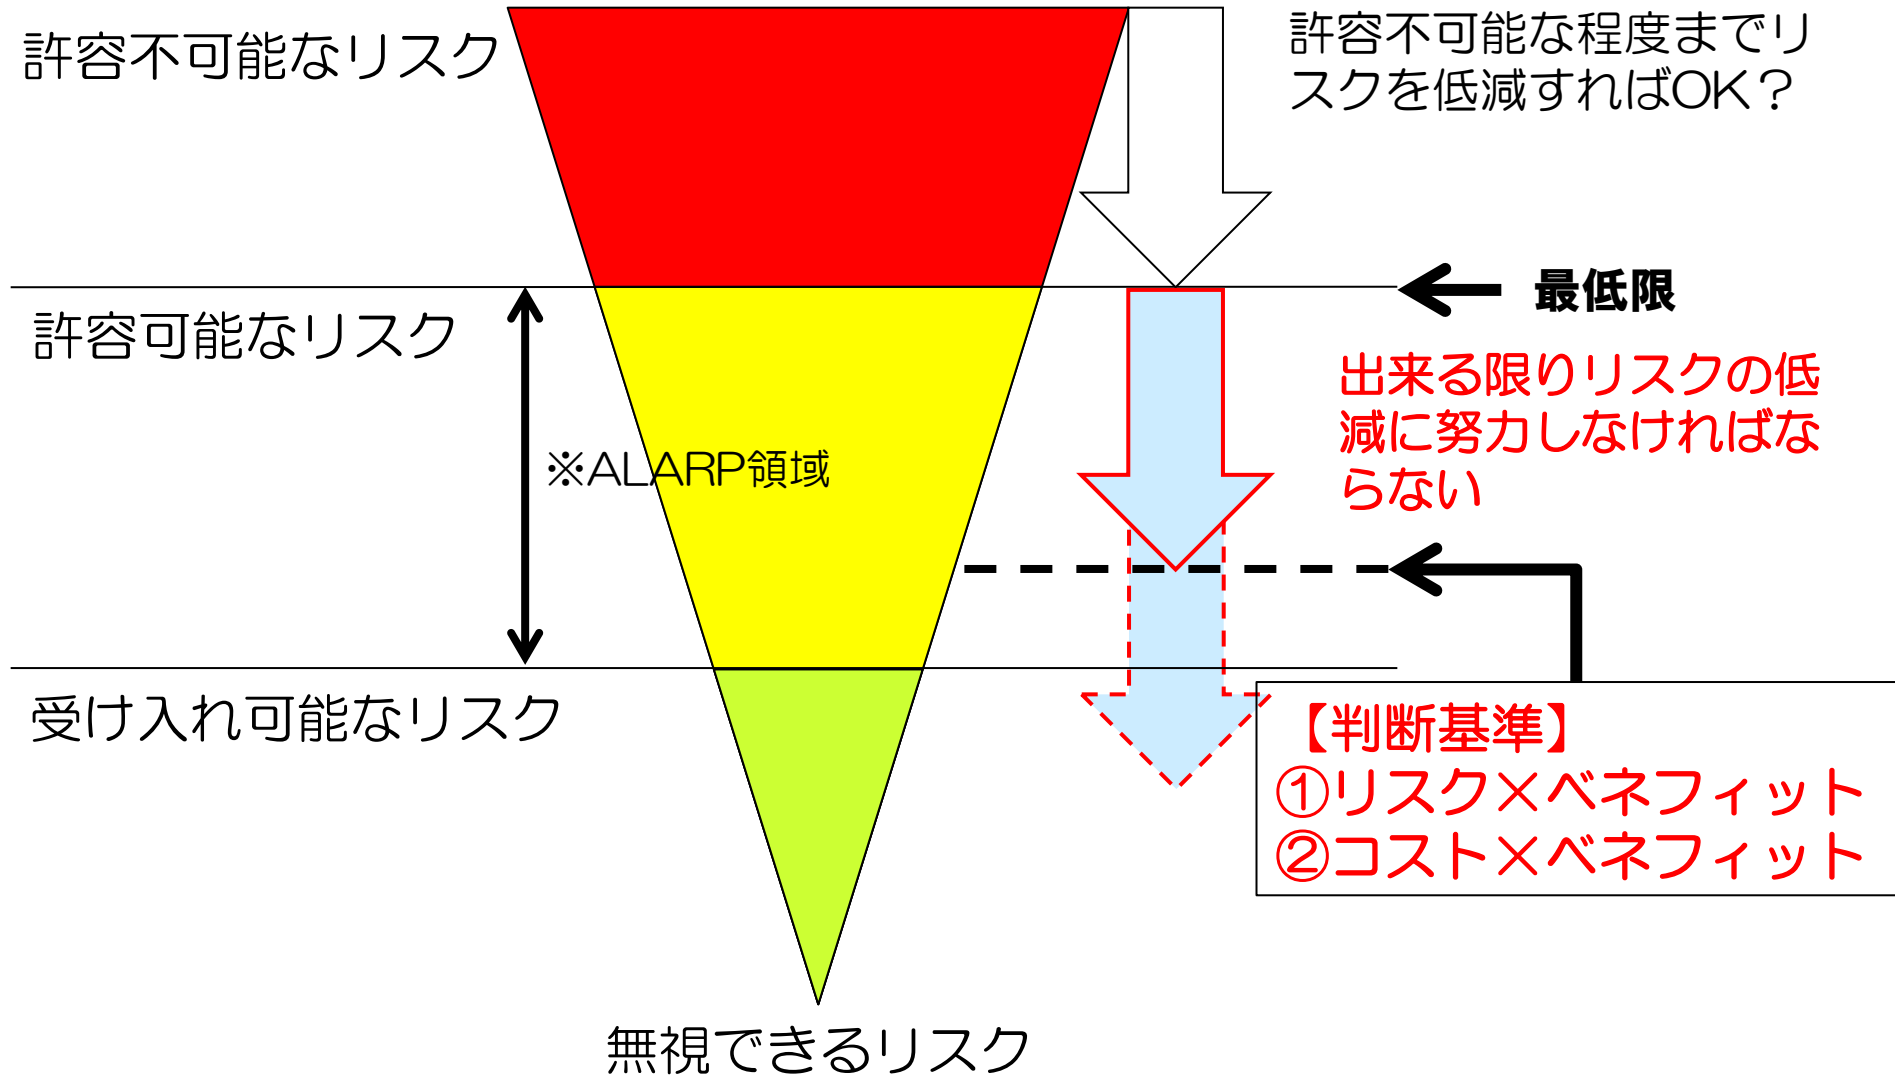 許容不可能なリスク
許容不可能な程度までリ
スクを低減すればOK?
最低限
許容可能なリスク
出来る限りリスクの低
減に努力しなければな
らない
※ALARP領域
受け入れ可能なリスク
【判断基準】
①リスク×ベネフィット
②コスト×ベネフィット
無視できるリスク